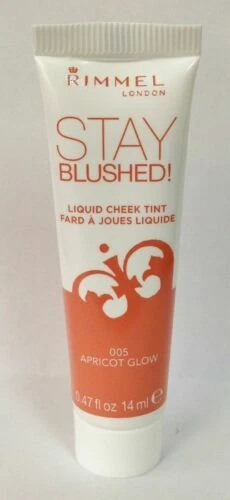 RIMMEL
LONDON
STAY
BLUSHED!
LIQUID CHEEK TINT
FARD À JOUES LIQUIDE
005
APRICOT GLOW
0.47 fl oz 14 ml ℮